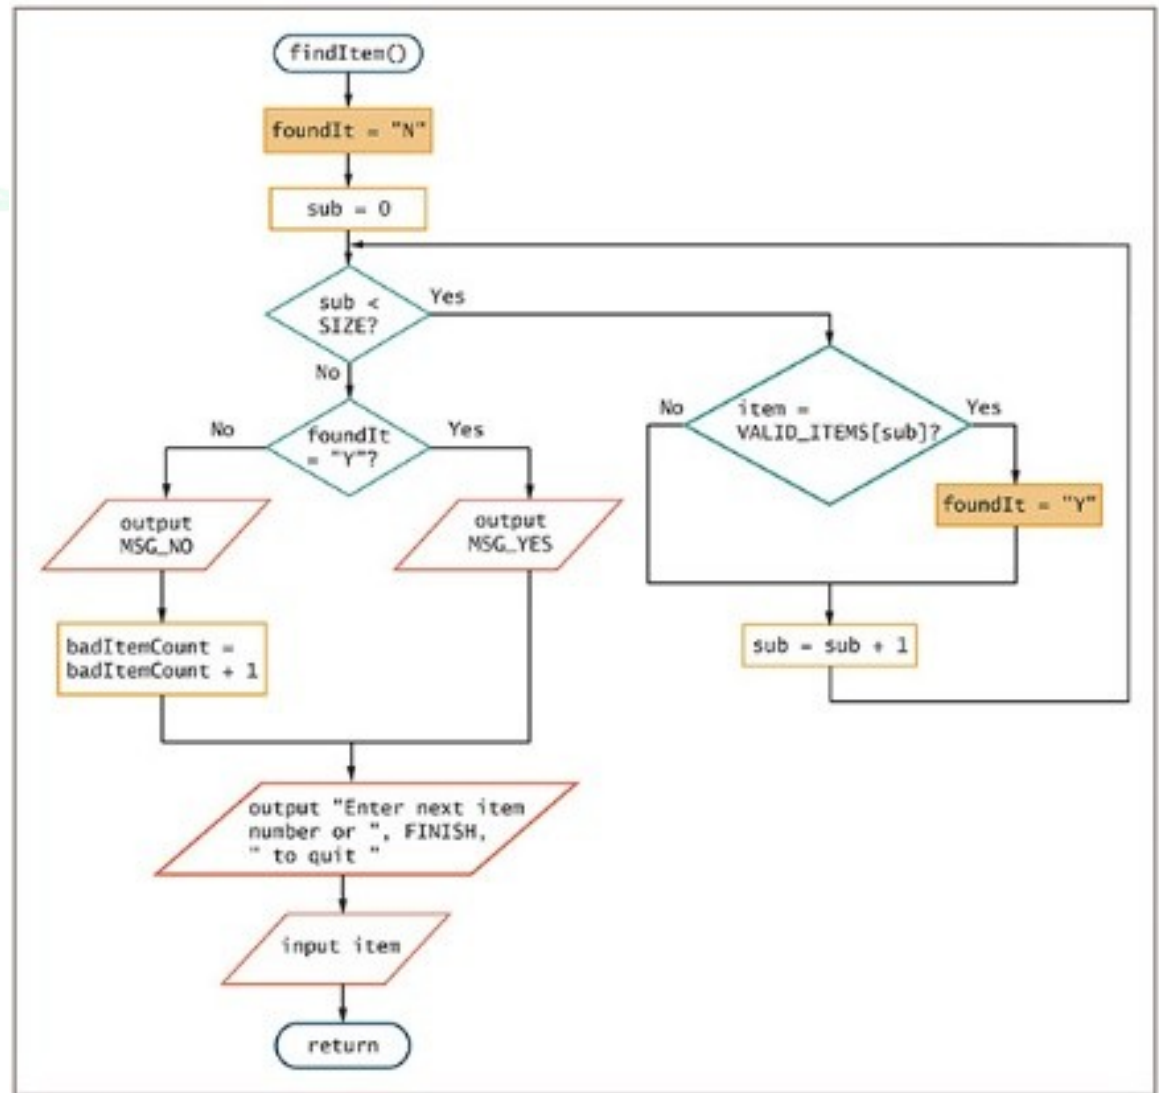 findItem()
foundIt = "N"
sub = 0
sub <
SIZE?
Yes
No
item =
VALID_ITEMS[sub]?
No
Yes
foundIt = "Y"
sub = sub + 1
foundIt
= "Y"?
No
Yes
output
MSG_NO
output
MSG_YES
badItemCount =
badItemCount + 1
output "Enter next item
number or ", FINISH,
" to quit "
input item
return